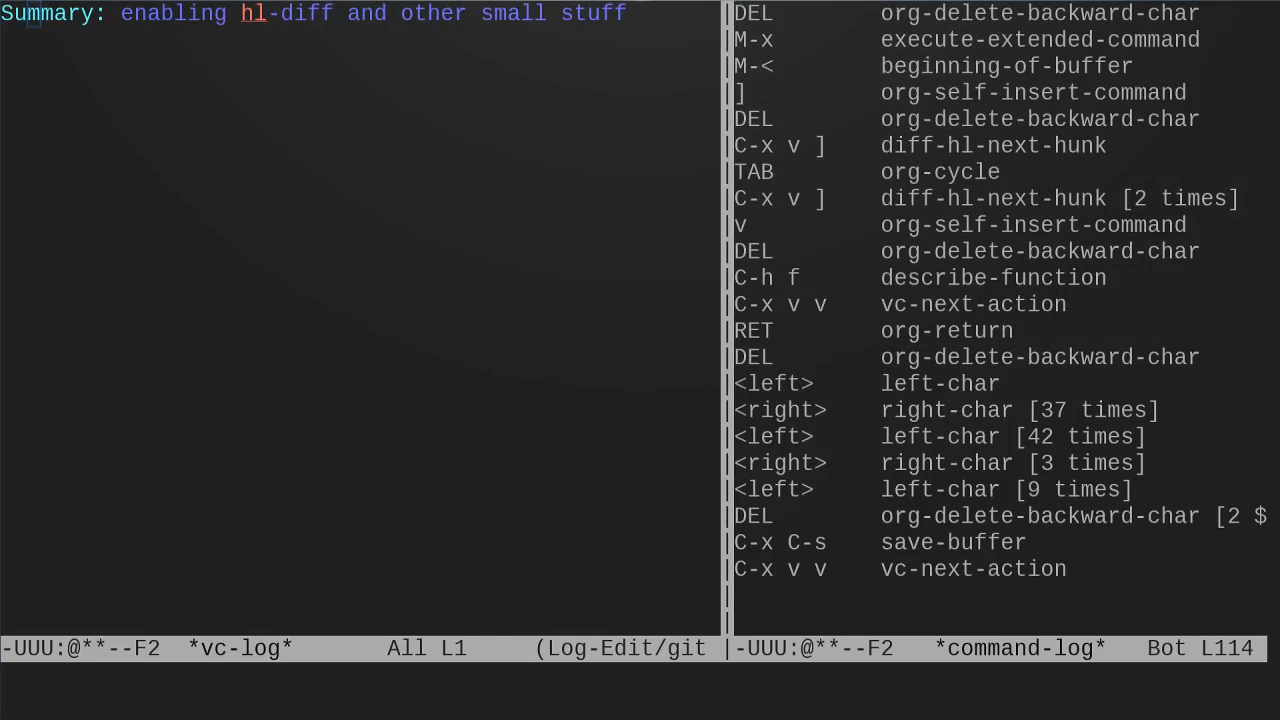 Summary: enabling hl-diff and other small stuff
-UUU:@**--F2  *vc-log*       All L1     (Log-Edit/git
DEL        org-delete-backward-char
M-x        execute-extended-command
M-<        beginning-of-buffer
]          org-self-insert-command
DEL        org-delete-backward-char
C-x v ]    diff-hl-next-hunk
TAB        org-cycle
C-x v ]    diff-hl-next-hunk [2 times]
v          org-self-insert-command
DEL        org-delete-backward-char
C-h f      describe-function
C-x v v    vc-next-action
RET        org-return
DEL        org-delete-backward-char
<left>     left-char
<right>    right-char [37 times]
<left>     left-char [42 times]
<right>    right-char [3 times]
<left>     left-char [9 times]
DEL        org-delete-backward-char [2 $
C-x C-s    save-buffer
C-x v v    vc-next-action
-UUU:@**--F2   *command-log*   Bot L114